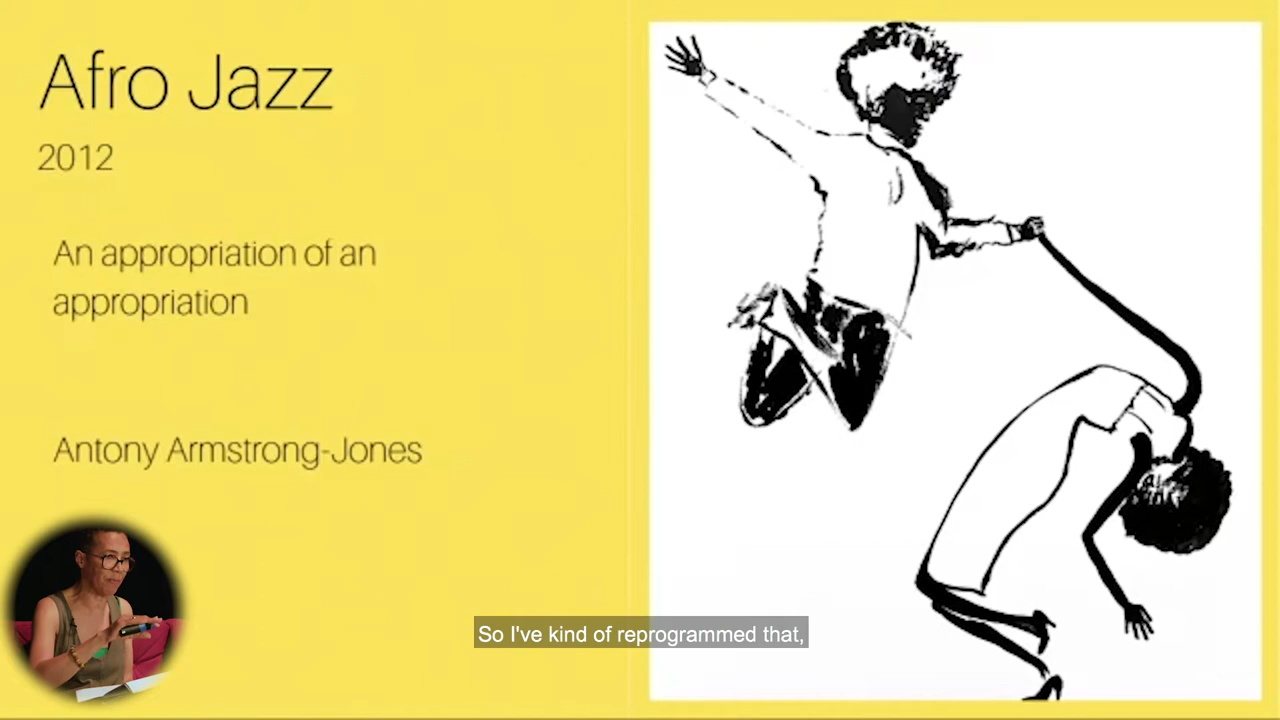 Afro Jazz
2012
An appropriation of an
appropriation
Antony Armstrong-Jones
So I've kind of reprogrammed that,